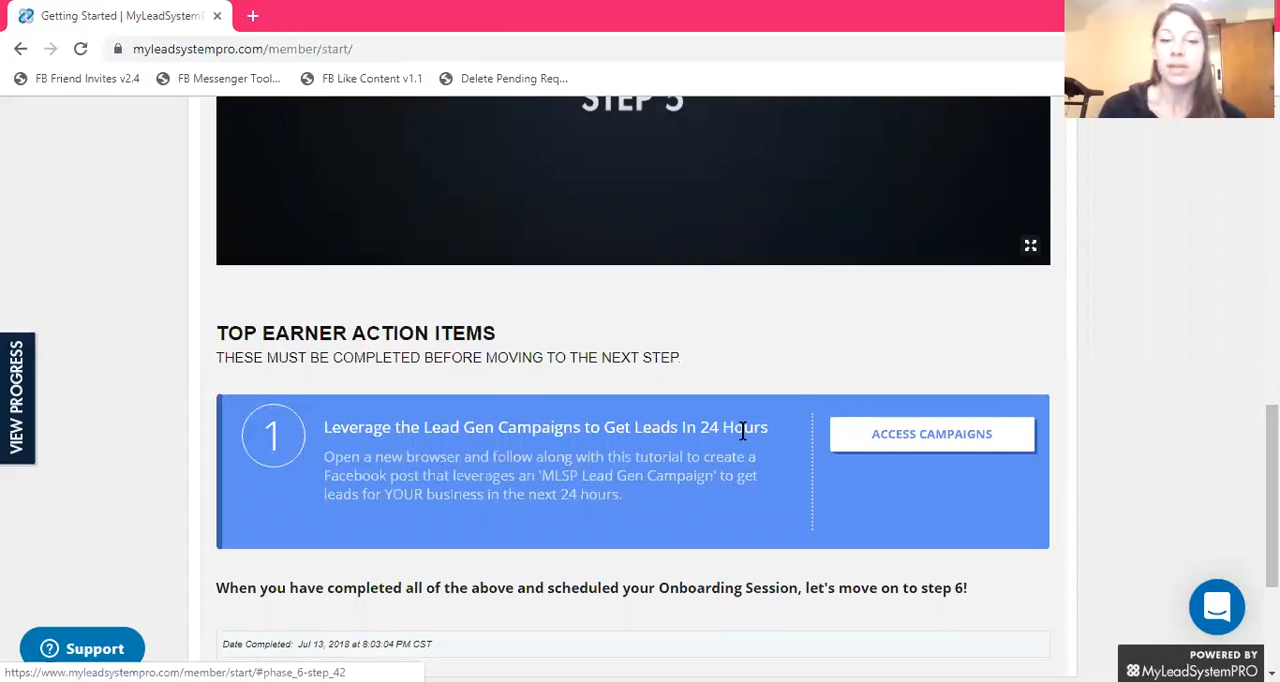 Getting Started | MyLeadSystemP
myleadsystempro.com/member/start/
FB Friend Invites v2.4
FB Messenger Tool...
FB Like Content v1.1
Delete Pending Req...
STEP 5
VIEW PROGRESS
TOP EARNER ACTION ITEMS
THESE MUST BE COMPLETED BEFORE MOVING TO THE NEXT STEP.
1
Leverage the Lead Gen Campaigns to Get Leads In 24 Hours
Open a new browser and follow along with this tutorial to create a
Facebook post that leverages an 'MLSP Lead Gen Campaign' to get
leads for YOUR business in the next 24 hours.
ACCESS CAMPAIGNS
When you have completed all of the above and scheduled your Onboarding Session, let's move on to step 6!
Date Completed: Jul 13, 2018 at 8:03:04 PM CST
Support
https://www.myleadsystempro.com/member/start/#phase_6-step_42
POWERED BY
MyLeadSystemPRO